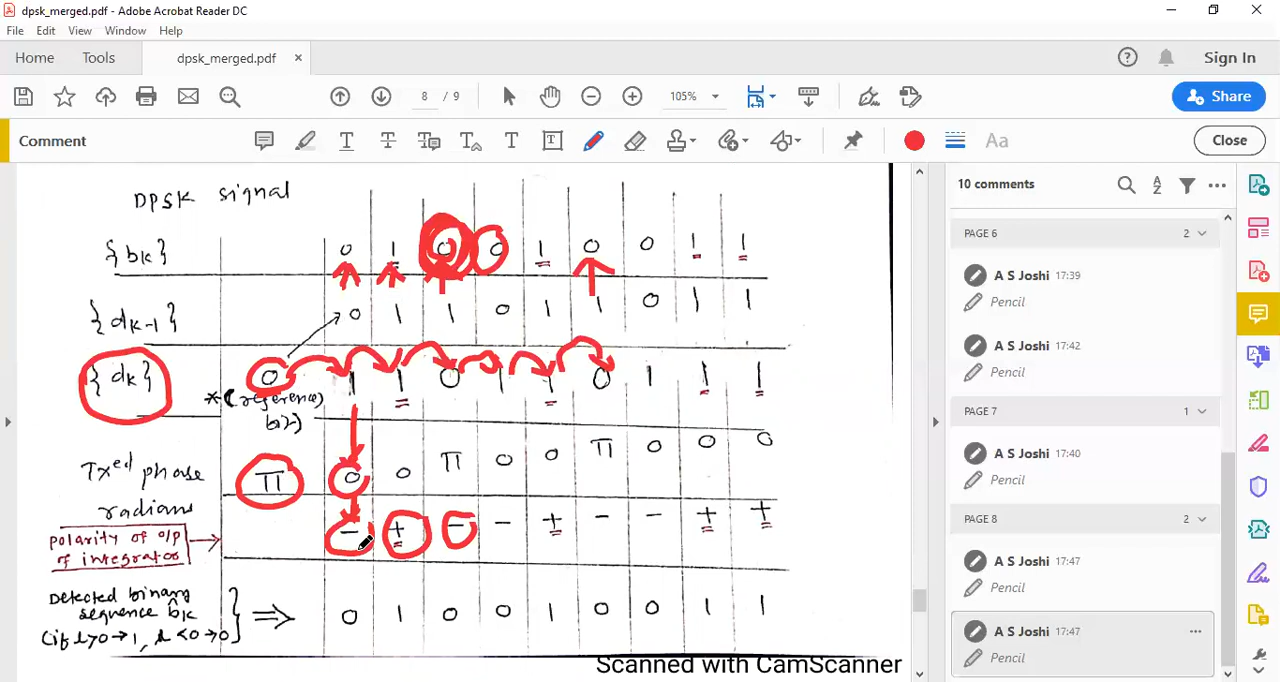 dpsk_merged.pdf - Adobe Acrobat Reader DC
File Edit View Window Help
Home Tools dpsk_merged.pdf × Sign In
8 / 9 105% Share
Comment Close
DPSK signal
{bk} 0 1 0 0 1 0 0 1 1
{dk-1} 0 1 1 0 1 1 0 1 1
{dk} 0 1 1 0 1 1 0 1 1 1
*(reference bit)
Txed phase radians π 0 0 π 0 0 π 0 0 0
polarity of o/p of integrator → - + - - + - - + +
Detected binary
sequence b̂k } ⇒ 0 1 0 0 1 0 0 1 1
(if l>0→1, l<0→0)
Scanned with CamScanner
10 comments
PAGE 6 2
A S Joshi 17:39
Pencil
A S Joshi 17:42
Pencil
PAGE 7 1
A S Joshi 17:40
Pencil
PAGE 8 2
A S Joshi 17:47
Pencil
A S Joshi 17:47
Pencil